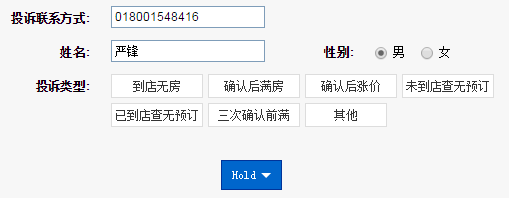 投诉联系方式: 018001548416
姓名: 严锋 性别: 男 女
投诉类型: 到店无房 确认后满房 确认后涨价 未到店查无预订
已到店查无预订 三次确认前满 其他
Hold